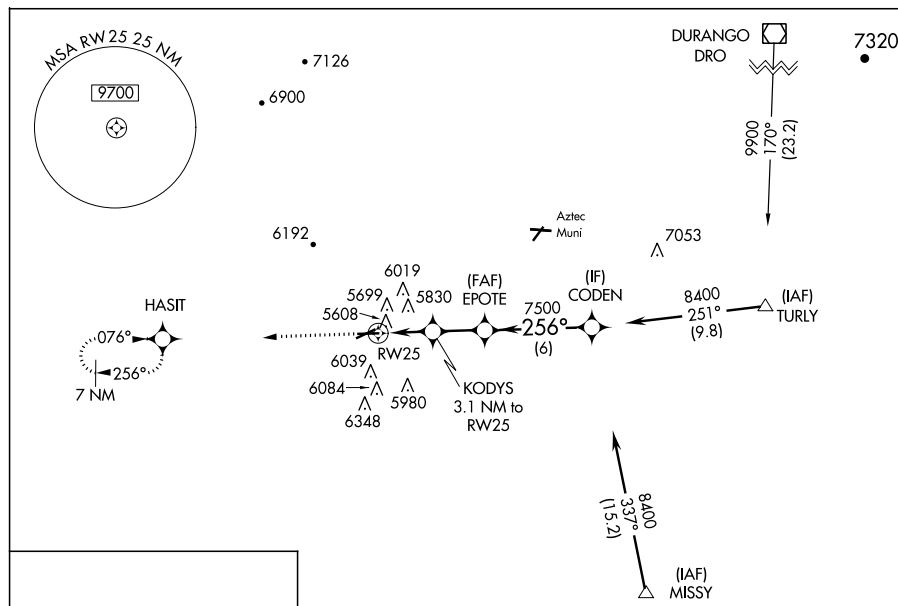 MSA RW25 25 NM
9700
7126
6900
DURANGO
DRO
7320
9900
170°
(23.2)
Aztec
Muni
7053
6192
6019
5699
5830
5608
(FAF)
EPOTE
7500
256°
(6)
(IF)
CODEN
8400
251°
(9.8)
(IAF)
TURLY
HASIT
076°
256°
7 NM
RW25
6039
6084
6348
5980
KODYS
3.1 NM to
RW25
8400
337°
(15.2)
(IAF)
MISSY